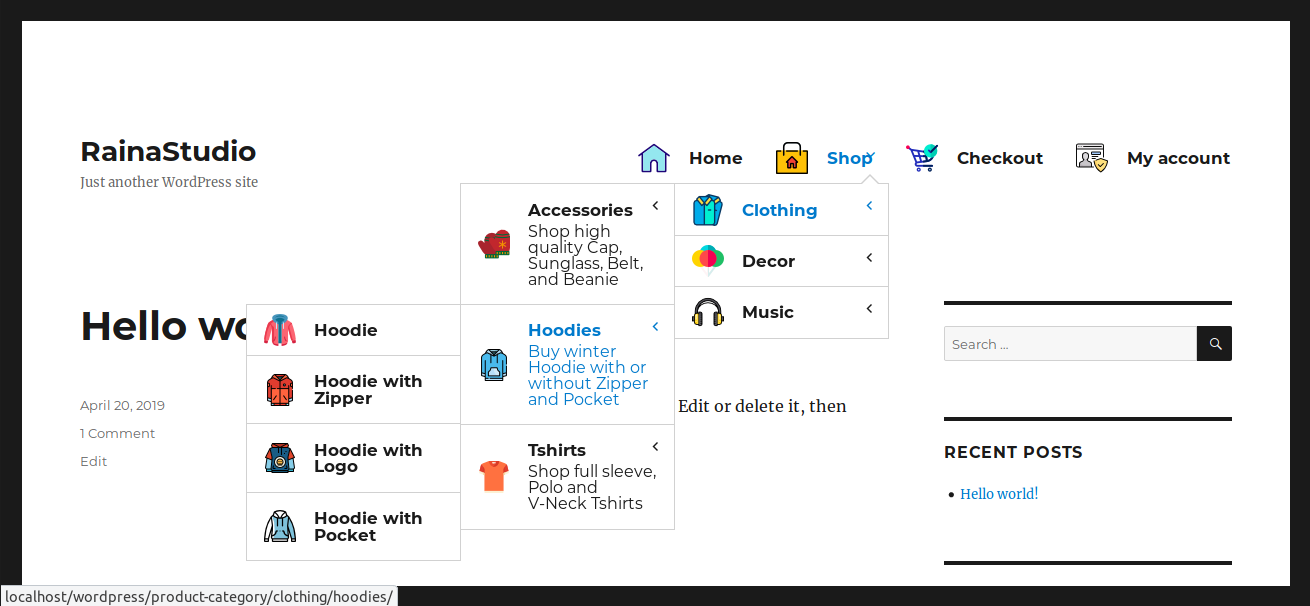 RainaStudio
Just another WordPress site
Home
Shop
Checkout
My account
Clothing
Decor
Music
Accessories
Shop high
quality Cap,
Sunglass, Belt,
and Beanie
Hoodies
Buy winter
Hoodie with or
without Zipper
and Pocket
Tshirts
Shop full sleeve,
Polo and
V-Neck Tshirts
Hoodie
Hoodie with
Zipper
Hoodie with
Logo
Hoodie with
Pocket
Hello
April 20, 2019
1 Comment
Edit
Edit or delete it, then
Search ...
RECENT POSTS
Hello world!
localhost/wordpress/product-category/clothing/hoodies/